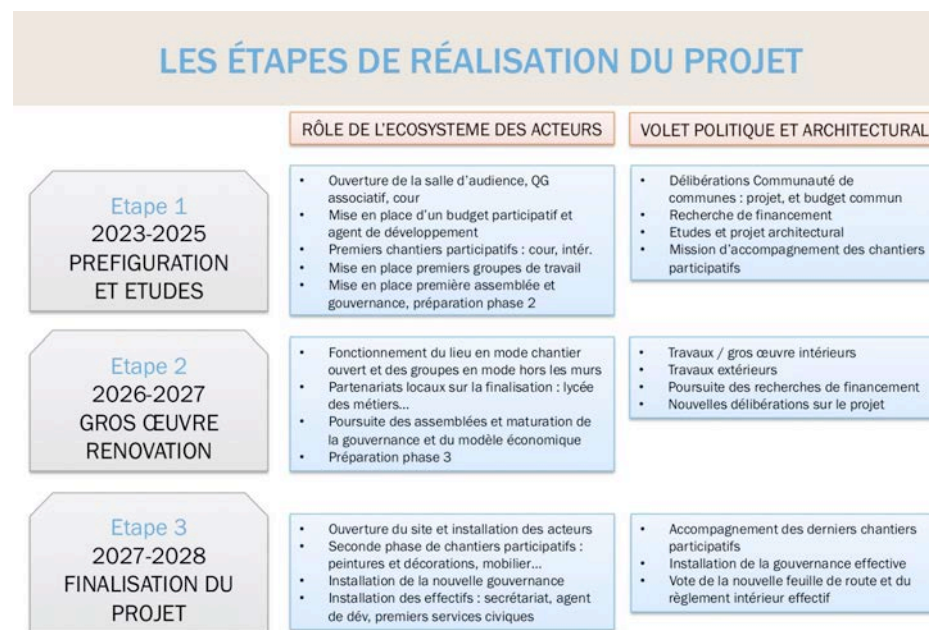 LES ÉTAPES DE RÉALISATION DU PROJET
RÔLE DE L'ECOSYSTEME DES ACTEURS
VOLET POLITIQUE ET ARCHITECTURAL
Etape 1
2023-2025
PREFIGURATION
ET ETUDES
• Ouverture de la salle d'audience, QG
associatif, cour
• Mise en place d'un budget participatif et
agent de développement
• Premiers chantiers participatifs : cour, intér.
• Mise en place premiers groupes de travail
• Mise en place première assemblée et
gouvernance, préparation phase 2
• Délibérations Communauté de
communes : projet, et budget commun
• Recherche de financement
• Etudes et projet architectural
• Mission d'accompagnement des chantiers
participatifs
Etape 2
2026-2027
GROS ŒUVRE
RENOVATION
• Fonctionnement du lieu en mode chantier
ouvert et des groupes en mode hors les murs
• Partenariats locaux sur la finalisation : lycée
des métiers...
• Poursuite des assemblées et maturation de
la gouvernance et du modèle économique
• Préparation phase 3
• Travaux / gros œuvre intérieurs
• Travaux extérieurs
• Poursuite des recherches de financement
• Nouvelles délibérations sur le projet
Etape 3
2027-2028
FINALISATION DU
PROJET
• Ouverture du site et installation des acteurs
• Seconde phase de chantiers participatifs :
peintures et décorations, mobilier...
• Installation de la nouvelle gouvernance
• Installation des effectifs : secrétariat, agent
de dév, premiers services civiques
• Accompagnement des derniers chantiers
participatifs
• Installation de la gouvernance effective
• Vote de la nouvelle feuille de route et du
règlement intérieur effectif